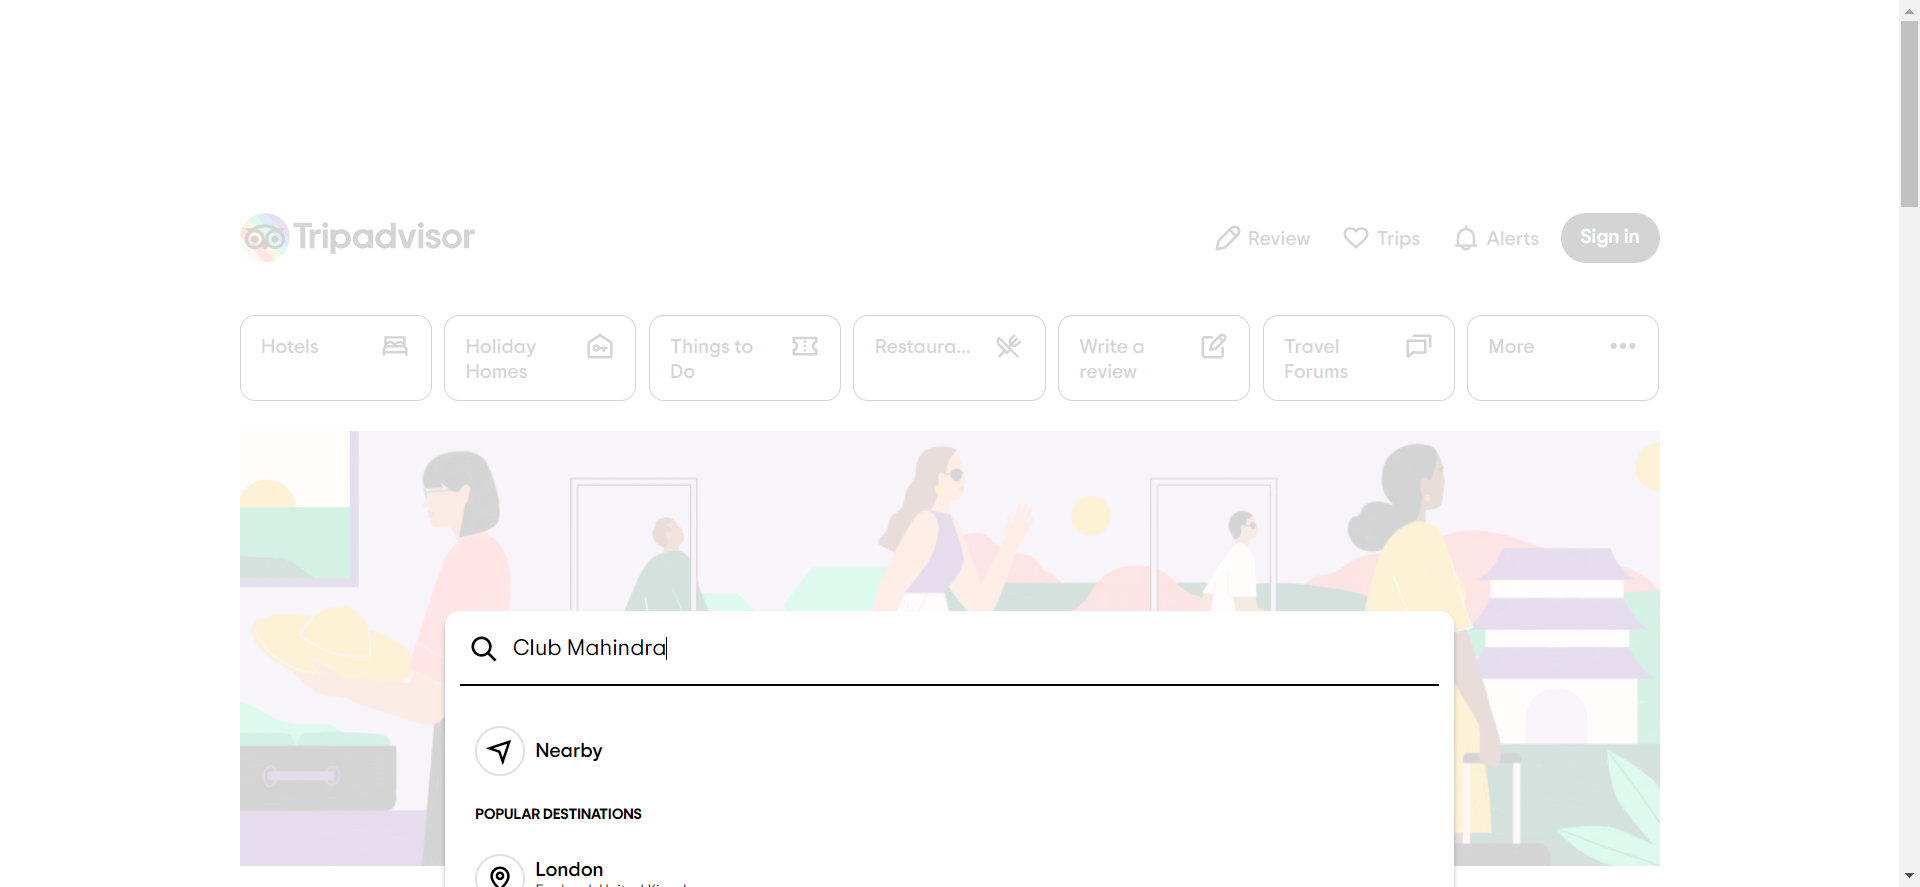 Tripadvisor
Review
Trips
Alerts
Sign in
Hotels
Holiday
Homes
Things to
Do
Restaura...
Write a
review
Travel
Forums
More
Club Mahindra
Nearby
POPULAR DESTINATIONS
London